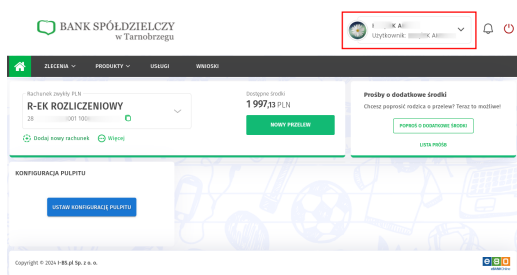 BANK SPÓŁDZIELCZY
w Tarnobrzegu
Użytkownik:
ZLECENIA
PRODUKTY
USŁUGI
WNIOSKI
Rachunek zwykły PLN
R-EK ROZLICZENIOWY
28
Dodaj nowy rachunek
Więcej
Dostępne środki
1 997,13 PLN
NOWY PRZELEW
Prośby o dodatkowe środki
Chcesz poprosić rodzica o przelew? Teraz to możliwe!
POPROŚ O DODATKOWE ŚRODKI
LISTA PRÓŚB
KONFIGURACJA PULPITU
USTAW KONFIGURACJĘ PULPITU
Copyright © 2024 I-BS.pl Sp. z o. o.